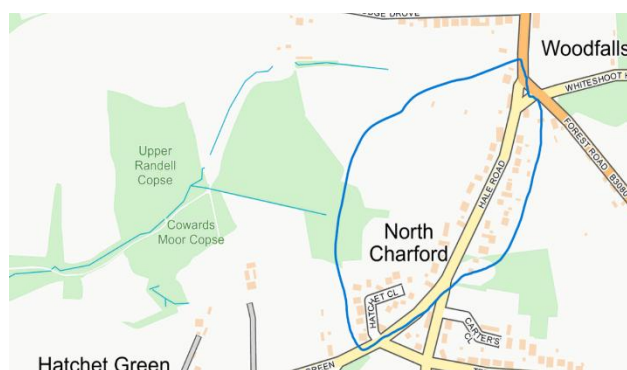 Woodfalls
WHITESHOOT H
FOREST ROAD B3080
Upper
Randell
Copse
HALE ROAD
Cowards
Moor Copse
North
Charford
HATCHET CL
CARTER'S
CL
Hatchet Green
GREEN